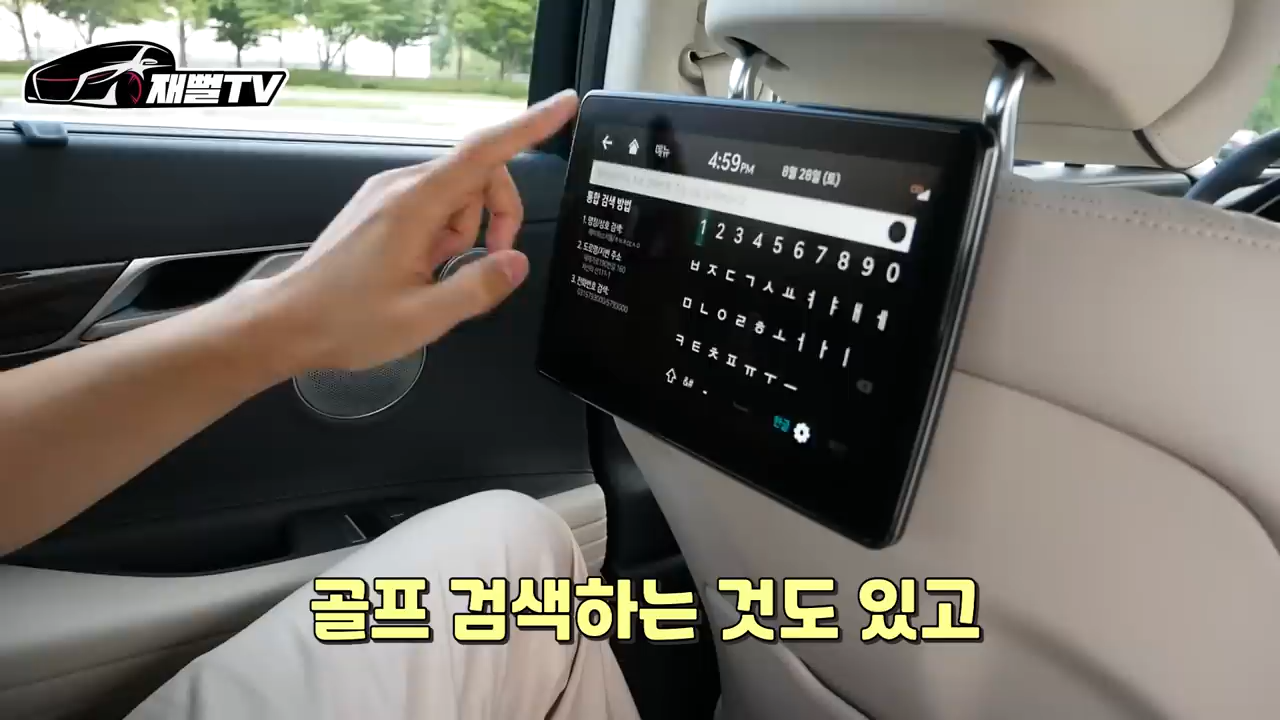 재뻘TV
메뉴
4:59PM
8월 28일 (토)
통합 검색 방법
1. 명칭/상호 검색:
2. 도로명/지번 주소
3. 전화번호 검색:
1 2 3 4 5 6 7 8 9 0
ㅂ ㅈ ㄷ ㄱ ㅅ ㅛ ㅕ ㅑ ㅐ ㅔ
ㅁ ㄴ ㅇ ㄹ ㅎ ㅗ ㅓ ㅏ ㅣ
ㅋ ㅌ ㅊ ㅍ ㅠ ㅜ ㅡ
&# .
한글
골프 검색하는 것도 있고